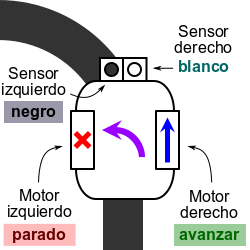 Sensor
derecho
blanco
Sensor
izquierdo
negro
Motor
izquierdo
parado
Motor
derecho
avanzar